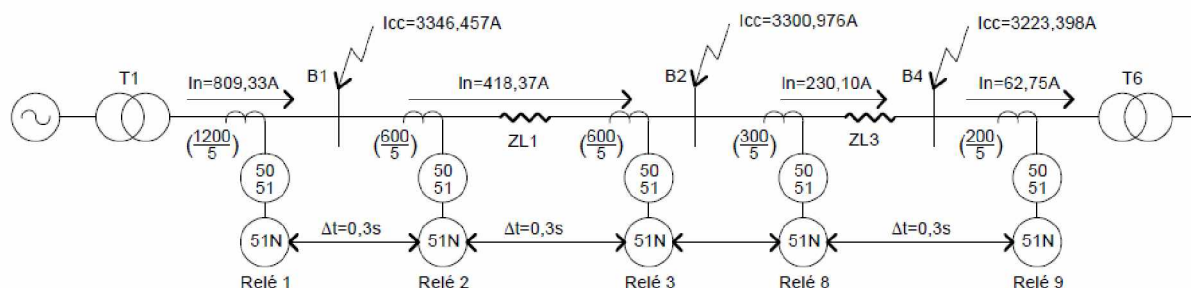 Icc=3346,457A
Icc=3300,976A
Icc=3223,398A
T1
In=809,33A
B1
In=418,37A
B2
In=230,10A
B4
In=62,75A
T6
(1200/5)
(600/5)
ZL1
(600/5)
(300/5)
ZL3
(200/5)
50
51
50
51
50
51
50
51
50
51
51N
Δt=0,3s
51N
Δt=0,3s
51N
51N
Δt=0,3s
51N
Relé 1
Relé 2
Relé 3
Relé 8
Relé 9